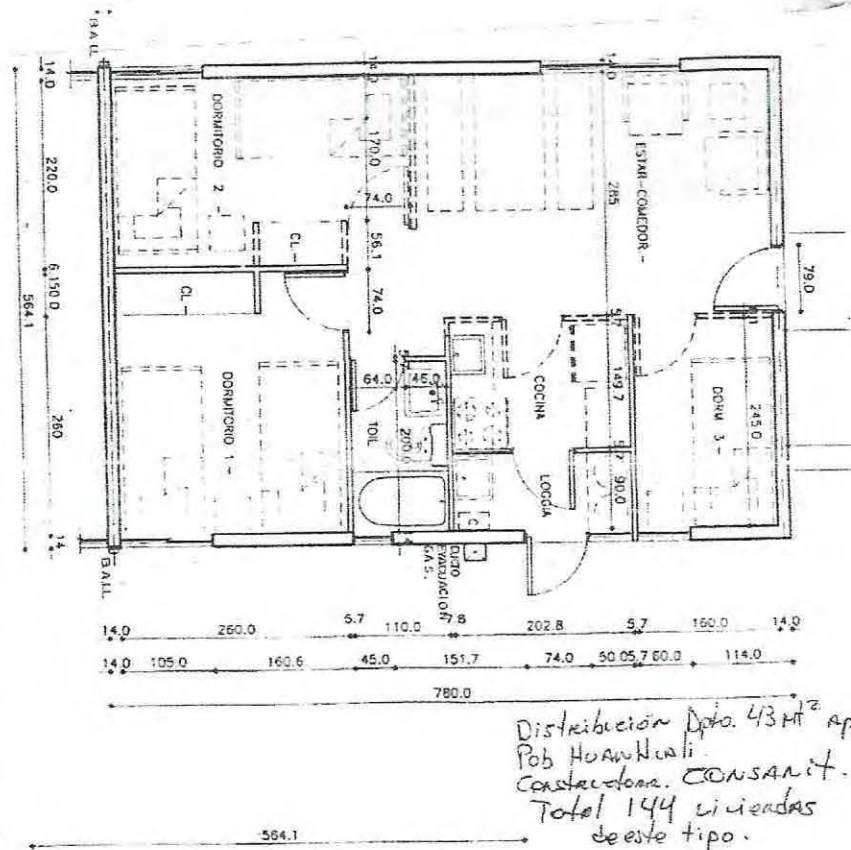 B A.I.L.
14.0
220.0
6.150.0
260
14
564.1
B.A.I.L.
DORMITORIO 2 -
CL.-
170.0
74.0
56.1
74.0
14.0
285
ESTAR-COMEDOR-
79.0
CL.-
DORMITORIO 1.-
64.0
45.0
TOIL
200.0
COCINA
149.7
DORM 3.-
245.0
LOGGIA
5.7
90.0
C
DUCTO
EVACUACION
GAS.
14.0 260.0 5.7 110.0 7.8 202.8 5.7 160.0 14.0
14.0 105.0 160.6 45.0 151.7 74.0 50.05.7 60.0 114.0
780.0
Distribución Dpto. 43 MT² Ap
Pob
Constructora. CONSANIT.
Total 144 viviendas
de este tipo.
564.1